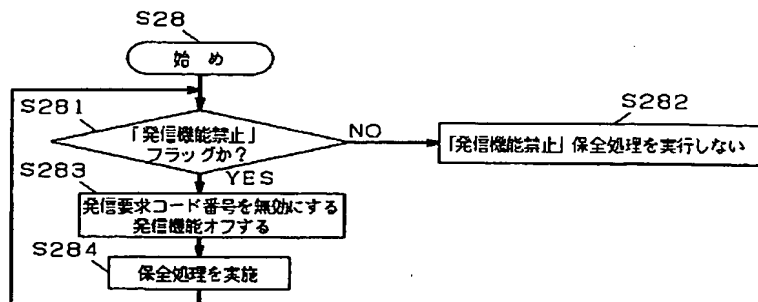 S28
始 め
S281
「発信機能禁止」
フラッグか？
NO
S282
「発信機能禁止」保全処理を実行しない
YES
S283
発信要求コード番号を無効にする
発信機能オフする
S284
保全処理を実施